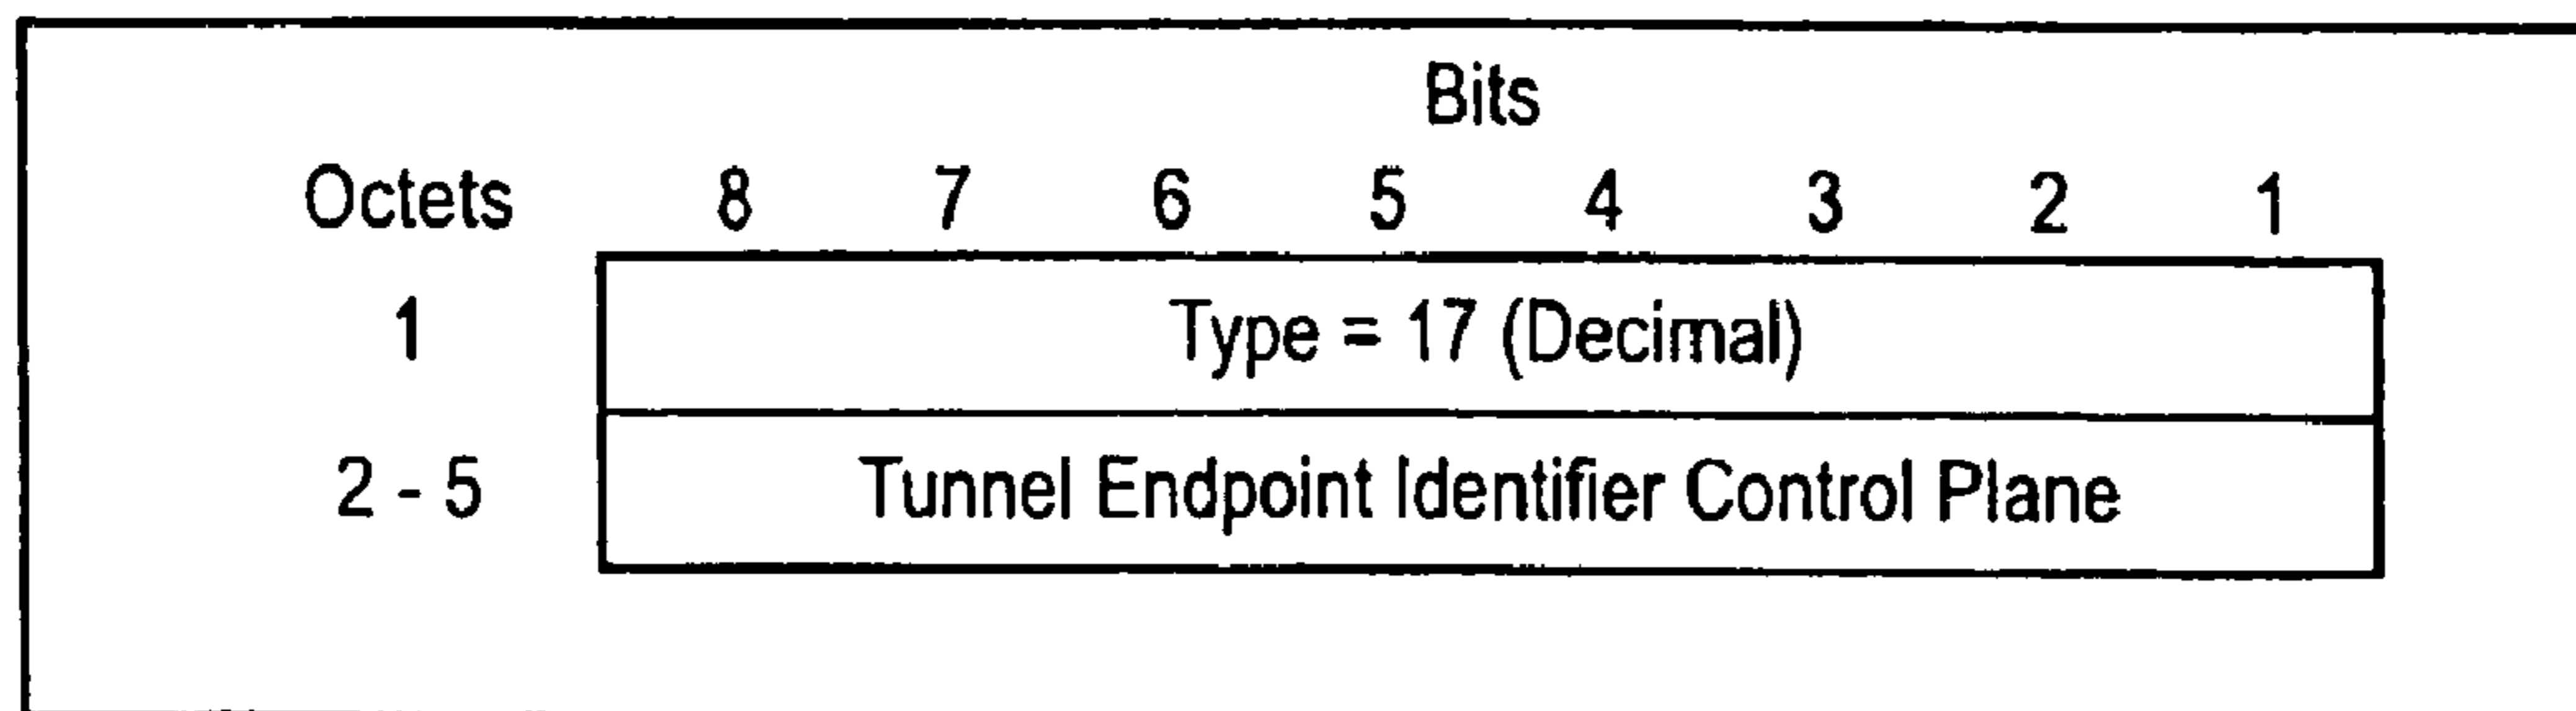 Bits
Octets 8 7 6 5 4 3 2 1
1 Type = 17 (Decimal)
2 - 5 Tunnel Endpoint Identifier Control Plane